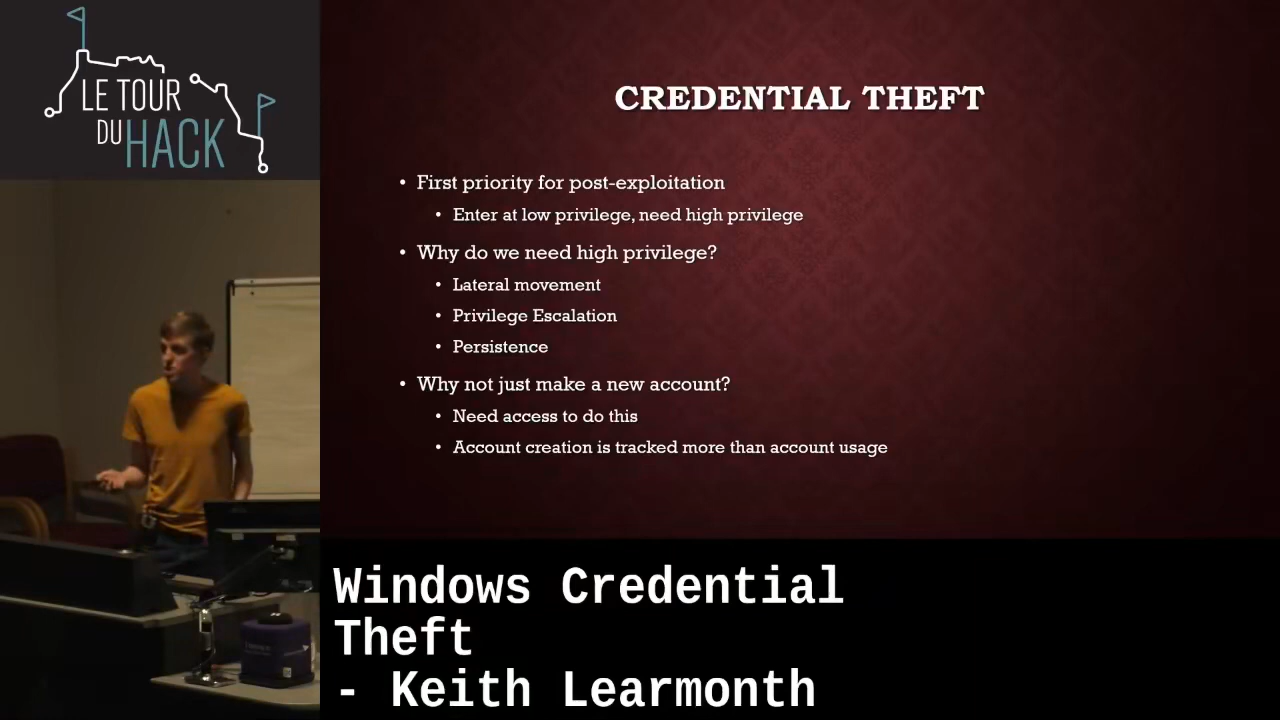 LE TOUR
DU HACK
CREDENTIAL THEFT
• First priority for post-exploitation
• Enter at low privilege, need high privilege
• Why do we need high privilege?
• Lateral movement
• Privilege Escalation
• Persistence
• Why not just make a new account?
• Need access to do this
• Account creation is tracked more than account usage
Windows Credential
Theft
- Keith Learmonth